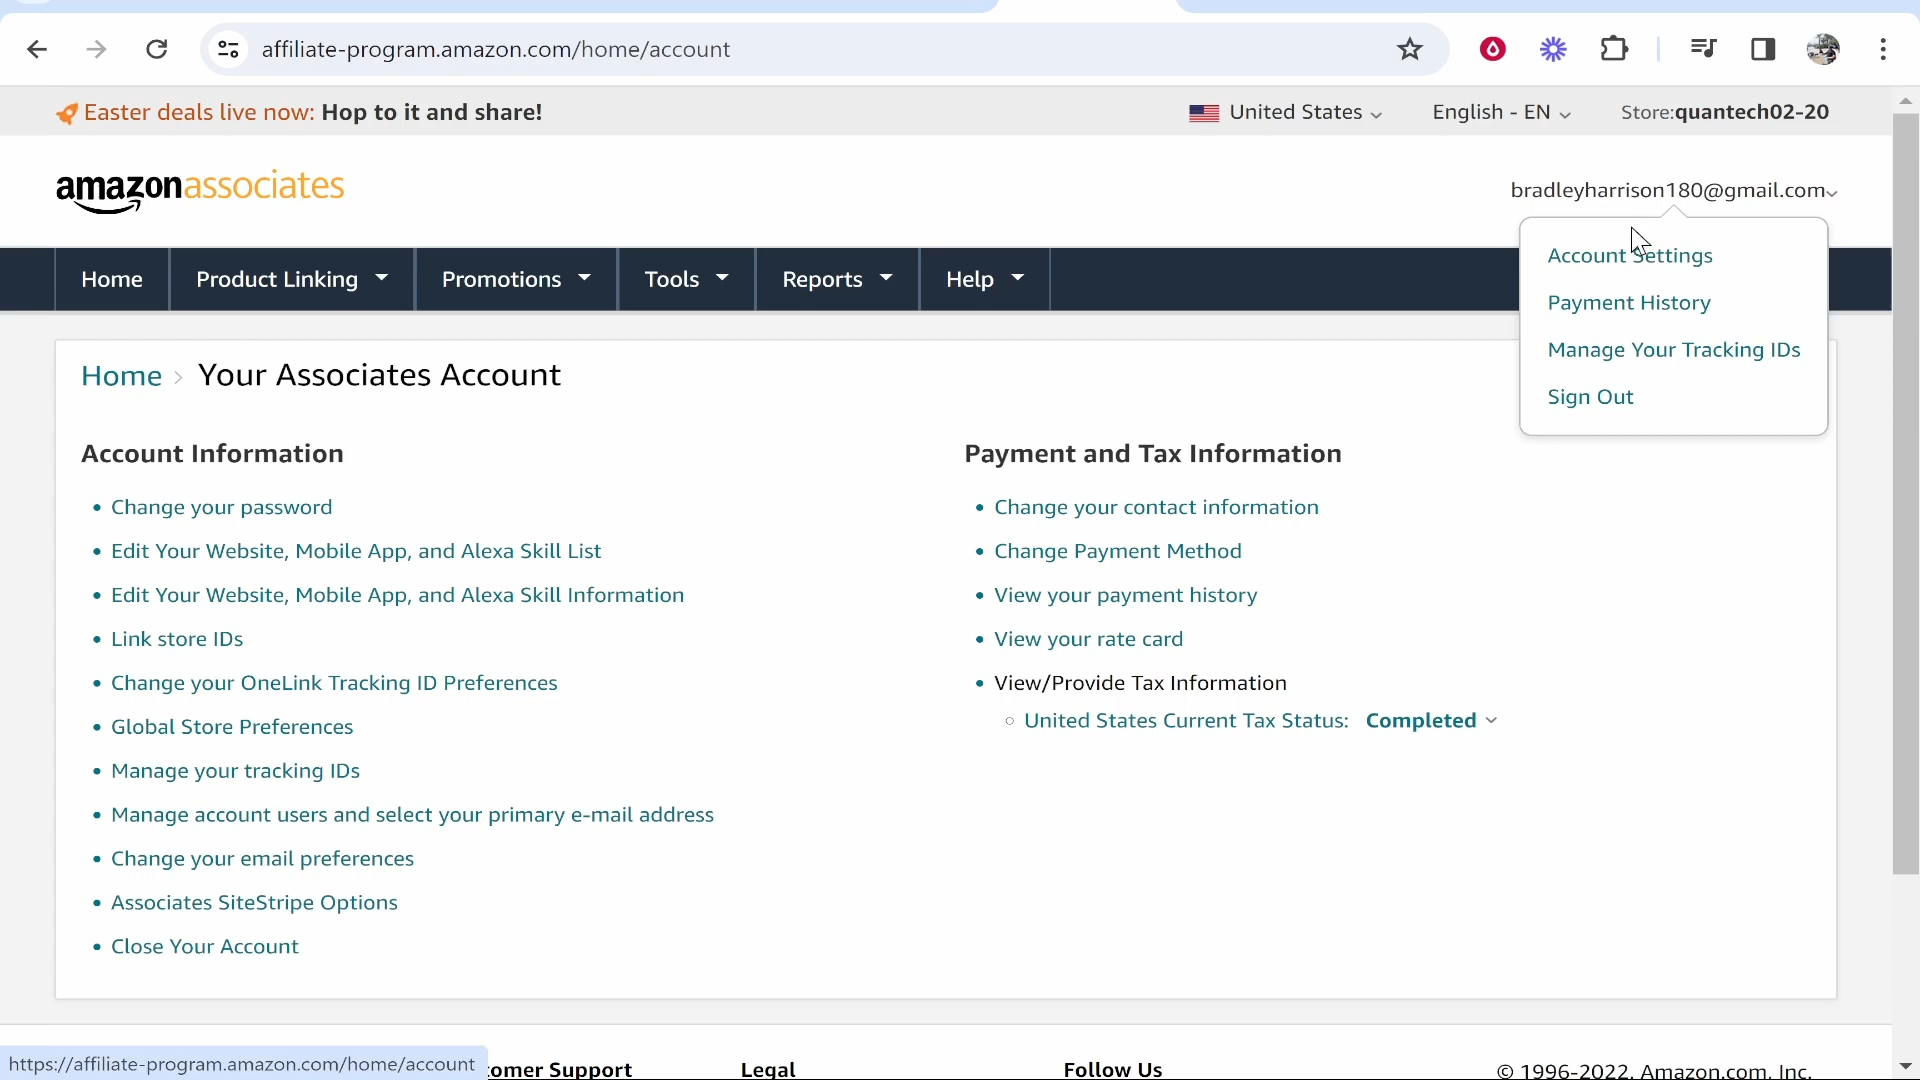 affiliate-program.amazon.com/home/account
Easter deals live now: Hop to it and share!
United States
English - EN
Store:quantech02-20
amazonassociates
bradleyharrison180@gmail.com
Account Settings
Payment History
Manage Your Tracking IDs
Sign Out
Home
Product Linking
Promotions
Tools
Reports
Help
Home › Your Associates Account
Account Information
• Change your password
• Edit Your Website, Mobile App, and Alexa Skill List
• Edit Your Website, Mobile App, and Alexa Skill Information
• Link store IDs
• Change your OneLink Tracking ID Preferences
• Global Store Preferences
• Manage your tracking IDs
• Manage account users and select your primary e-mail address
• Change your email preferences
• Associates SiteStripe Options
• Close Your Account
Payment and Tax Information
• Change your contact information
• Change Payment Method
• View your payment history
• View your rate card
• View/Provide Tax Information
○ United States Current Tax Status: Completed
https://affiliate-program.amazon.com/home/account
omer Support
Legal
Follow Us
© 1996-2022, Amazon.com, Inc.